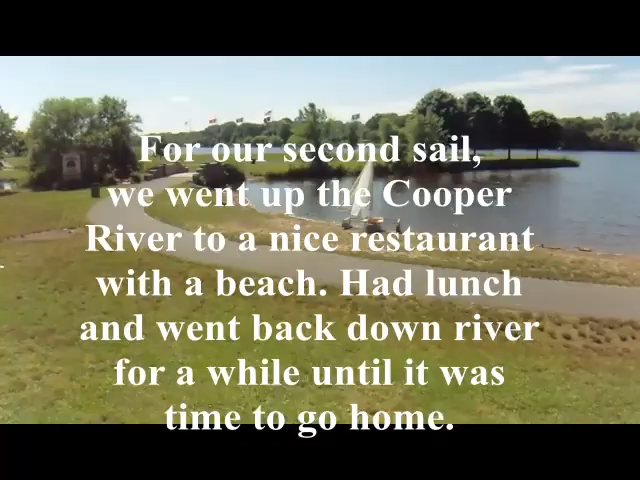 For our second sail,
we went up the Cooper
River to a nice restaurant
with a beach. Had lunch
and went back down river
for a while until it was
time to go home.